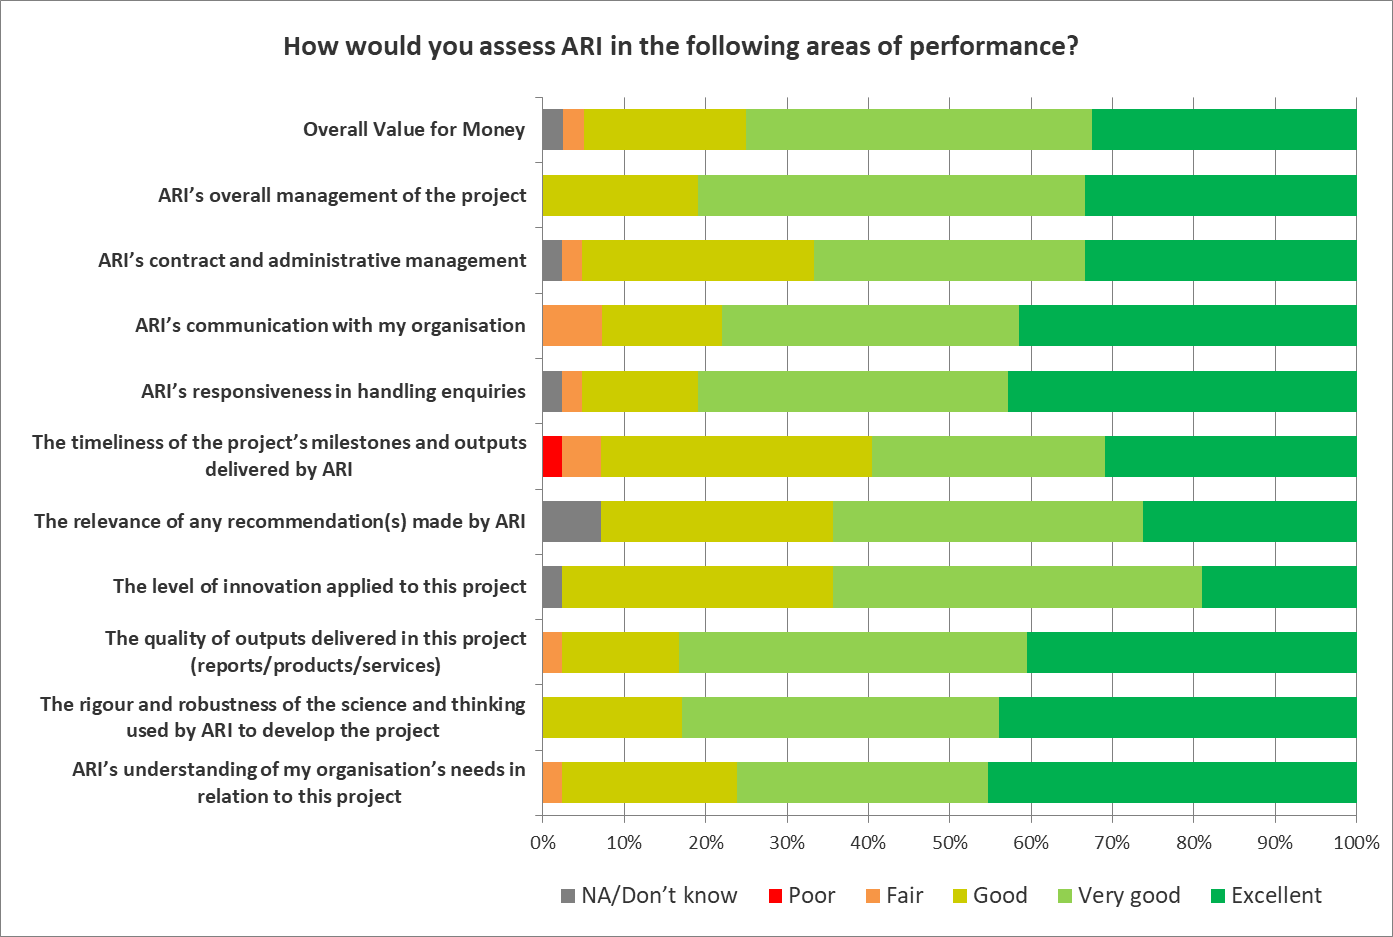 How would you assess ARI in the following areas of performance?
Overall Value for Money
ARI’s overall management of the project
ARI’s contract and administrative management
ARI’s communication with my organisation
ARI’s responsiveness in handling enquiries
The timeliness of the project’s milestones and outputs
delivered by ARI
The relevance of any recommendation(s) made by ARI
The level of innovation applied to this project
The quality of outputs delivered in this project
(reports/products/services)
The rigour and robustness of the science and thinking
used by ARI to develop the project
ARI’s understanding of my organisation’s needs in
relation to this project
0% 10% 20% 30% 40% 50% 60% 70% 80% 90% 100%
NA/Don’t know Poor Fair Good Very good Excellent